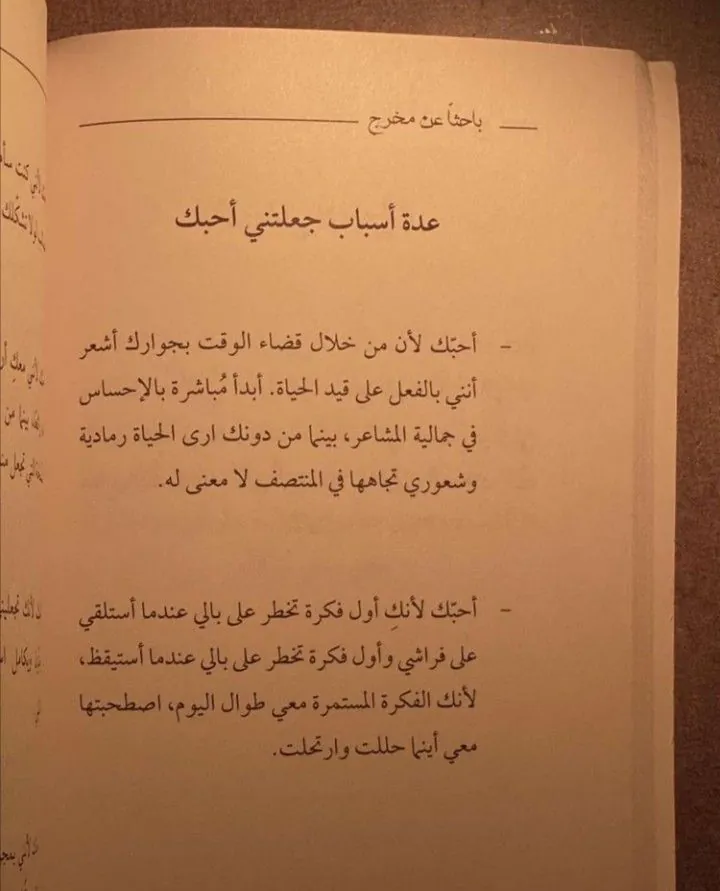 باحثاً عن مخرج
عدة أسباب جعلتني أحبك
- أحبّك لأن من خلال قضاء الوقت بجوارك أشعر
أنني بالفعل على قيد الحياة. أبدأ مُباشرة بالإحساس
في جمالية المشاعر، بينما من دونك ارى الحياة رمادية
وشعوري تجاهها في المنتصف لا معنى له.
- أحبّك لأنكِ أول فكرة تخطر على بالي عندما أستلقي
على فراشي وأول فكرة تخطر على بالي عندما أستيقظ،
لأنك الفكرة المستمرة معي طوال اليوم، اصطحبتها
معي أينما حللت وارتحلت.